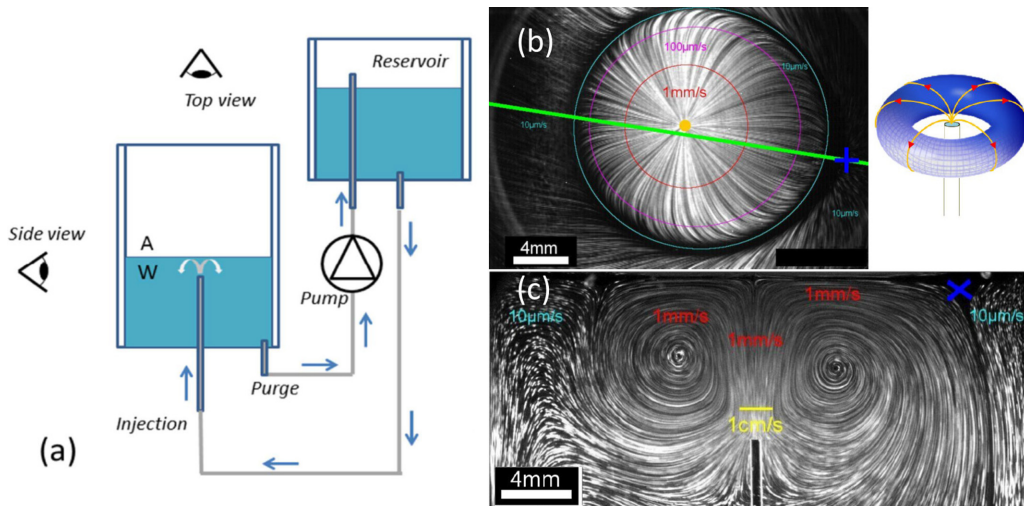 Reservoir
Top view
Side view
A
W
Pump
Purge
Injection
(a)
(b)
100µm/s
10µm/s
1mm/s
10µm/s
10µm/s
4mm
(c)
1mm/s
1mm/s
10µm/s
10µm/s
1mm/s
1cm/s
4mm